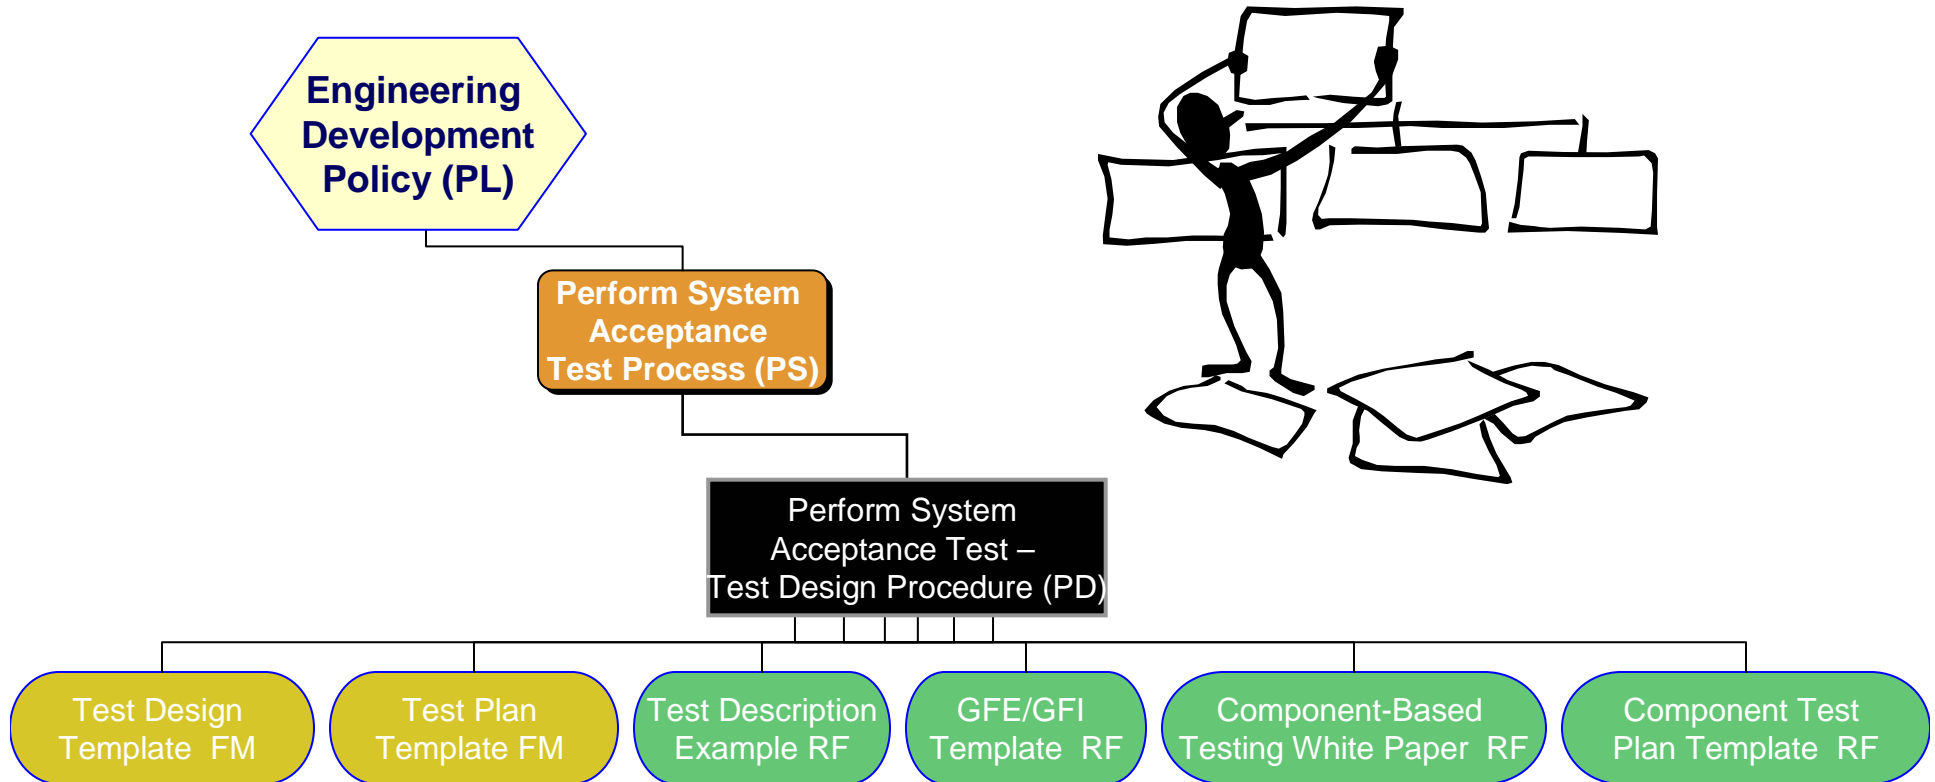 Engineering
Development
Policy (PL)
Perform System
Acceptance
Test Process (PS)
Perform System
Acceptance Test –
Test Design Procedure (PD)
Test Design
Template FM
Test Plan
Template FM
Test Description
Example RF
GFE/GFI
Template RF
Component-Based
Testing White Paper RF
Component Test
Plan Template RF